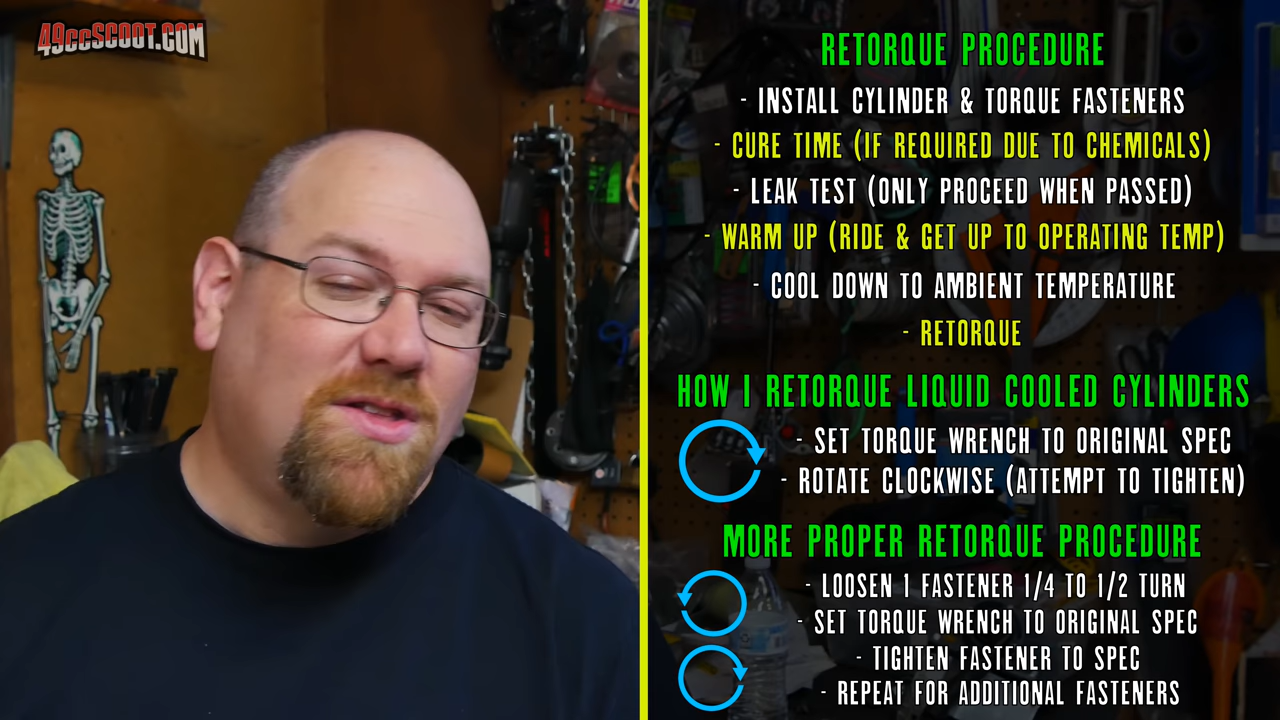 49ccSCOOT.COM
RETORQUE PROCEDURE
- INSTALL CYLINDER & TORQUE FASTENERS
- CURE TIME (IF REQUIRED DUE TO CHEMICALS)
- LEAK TEST (ONLY PROCEED WHEN PASSED)
- WARM UP (RIDE & GET UP TO OPERATING TEMP)
- COOL DOWN TO AMBIENT TEMPERATURE
- RETORQUE
HOW I RETORQUE LIQUID COOLED CYLINDERS
- SET TORQUE WRENCH TO ORIGINAL SPEC
- ROTATE CLOCKWISE (ATTEMPT TO TIGHTEN)
MORE PROPER RETORQUE PROCEDURE
- LOOSEN 1 FASTENER 1/4 TO 1/2 TURN
- SET TORQUE WRENCH TO ORIGINAL SPEC
- TIGHTEN FASTENER TO SPEC
- REPEAT FOR ADDITIONAL FASTENERS